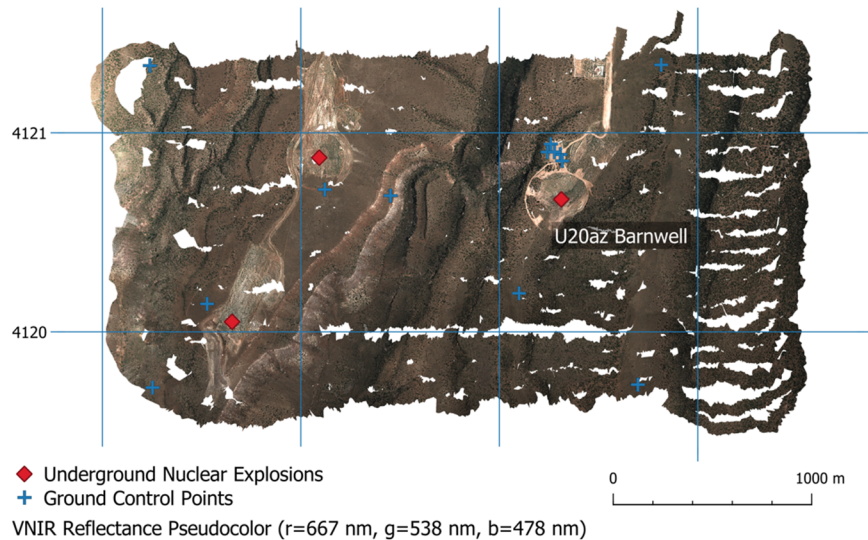 4121
U20az Barnwell
4120
Underground Nuclear Explosions
Ground Control Points
0 1000 m
VNIR Reflectance Pseudocolor (r=667 nm, g=538 nm, b=478 nm)